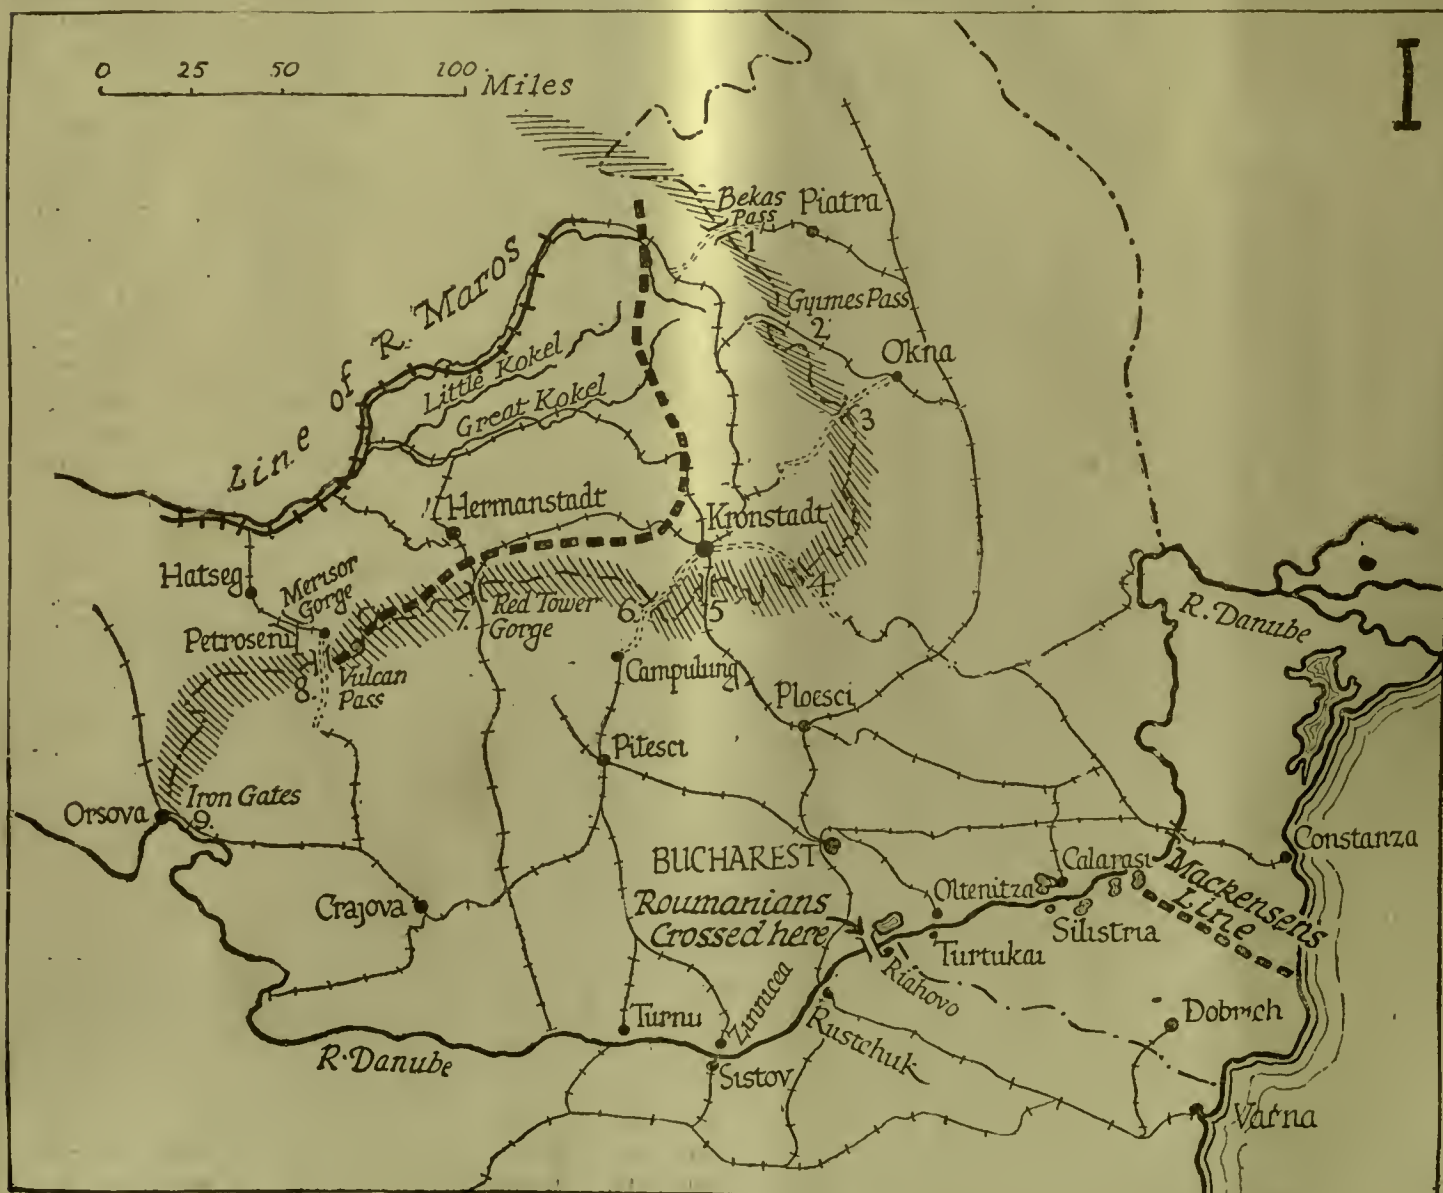 0 25 50 100 Miles
I
Bekas
Pass
Piatra
1
Line of R. Maros
Gyimes Pass
2
Little Kokel
Okna
Great Kokel
3
Hermanstadt
Kronstadt
Hatseg
Merisor
Gorge
4
R. Danube
Petroseni
7.
Red Tower
Gorge
6.
5
8.
Vulcan
Pass
Campulung
Ploesci
Pitesci
Orsova
Iron Gates
9.
Constanza
BUCHAREST
Calarasi
Mackensens
Line
Crajova
Oltenitza
Roumanians
Crossed here
Silistria
Turtukai
Riahovo
Turnu
Zinnicea
Dobrich
Rustchuk
R. Danube
Sistov
Varna